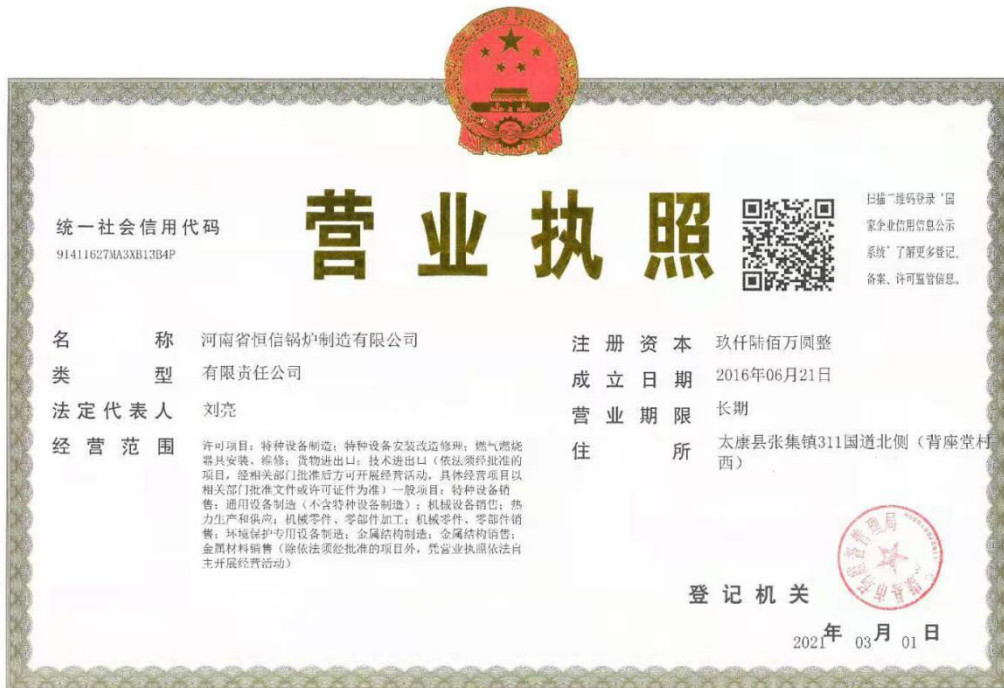 统一社会信用代码
91411627MA3XB13B4P
营业执照
扫描二维码登录“国
家企业信用信息公示
系统”了解更多登记、
备案、许可监管信息。
名称 河南省恒信锅炉制造有限公司
类型 有限责任公司
法定代表人 刘亮
经营范围 许可项目：特种设备制造；特种设备安装改造修理；燃气燃烧
器具安装、维修；货物进出口；技术进出口（依法须经批准的
项目，经相关部门批准后方可开展经营活动，具体经营项目以
相关部门批准文件或许可证件为准）一般项目：特种设备销
售；通用设备制造（不含特种设备制造）；机械设备销售；热
力生产和供应；机械零件、零部件加工；机械零件、零部件销
售；环境保护专用设备制造；金属结构制造；金属结构销售；
金属材料销售（除依法须经批准的项目外，凭营业执照依法自
主开展经营活动）
注册资本 玖仟陆佰万圆整
成立日期 2016年06月21日
营业期限 长期
住所 太康县张集镇311国道北侧（背座堂村
西）
登记机关
2021年03月01日